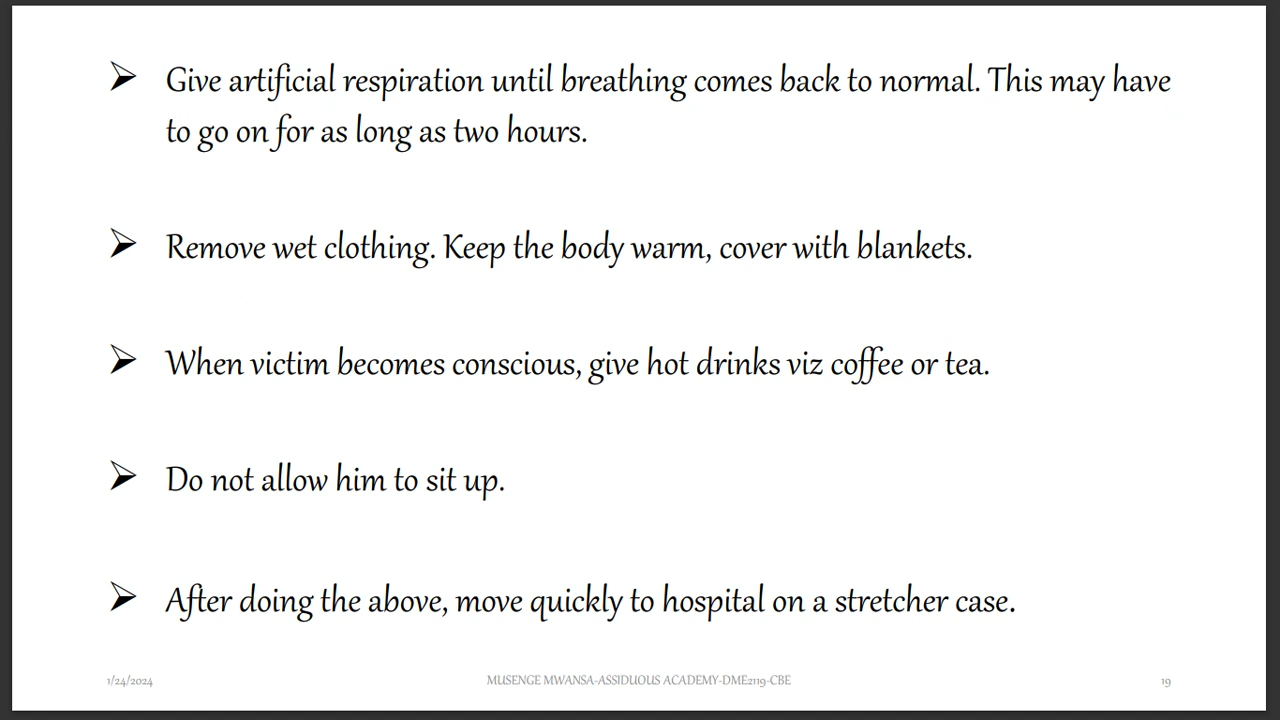 ➢ Give artificial respiration until breathing comes back to normal. This may have
to go on for as long as two hours.
➢ Remove wet clothing. Keep the body warm, cover with blankets.
➢ When victim becomes conscious, give hot drinks viz coffee or tea.
➢ Do not allow him to sit up.
➢ After doing the above, move quickly to hospital on a stretcher case.
1/24/2024 MUSENGE MWANSA-ASSIDUOUS ACADEMY-DME2119-CBE 19